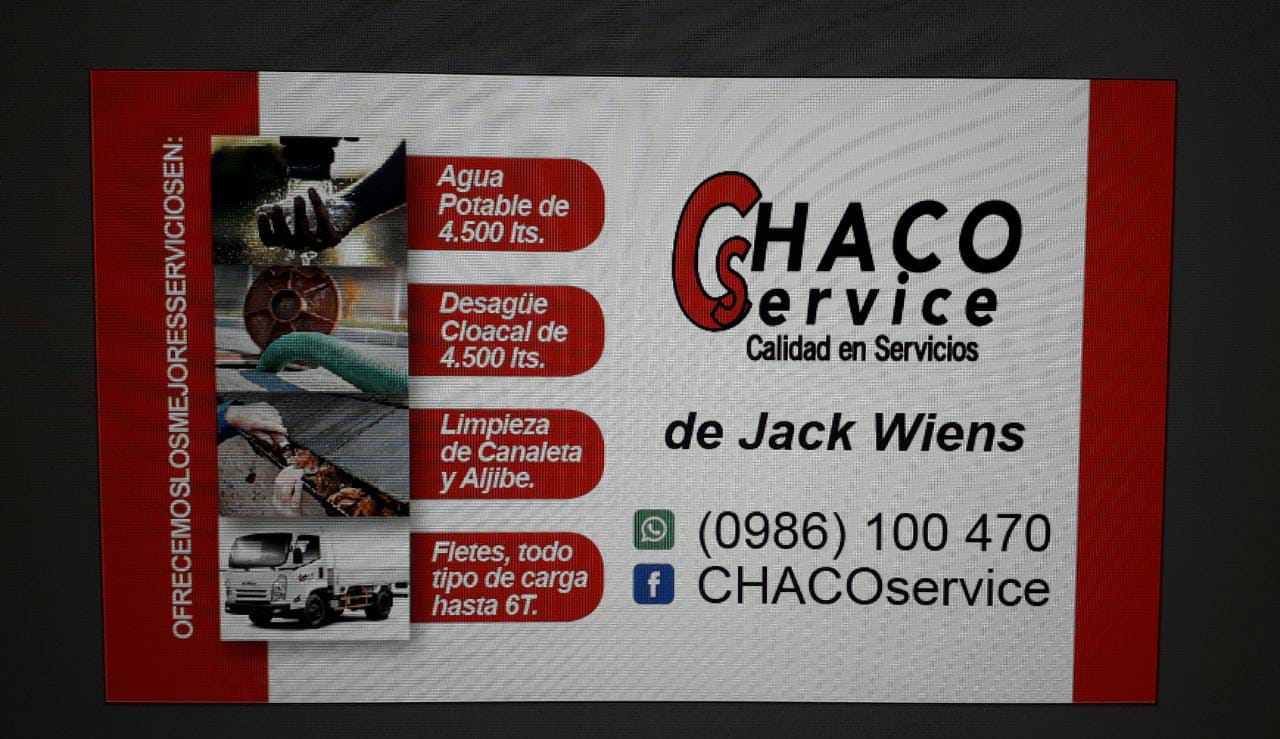 OFRECEMOSLOSMEJORESSERVICIOSEN:
Agua
Potable de
4.500 lts.
Desagüe
Cloacal de
4.500 lts.
Limpieza
de Canaleta
y Aljibe.
Fletes, todo
tipo de carga
hasta 6T.
CHACO
Service
Calidad en Servicios
de Jack Wiens
(0986) 100 470
f CHACOservice